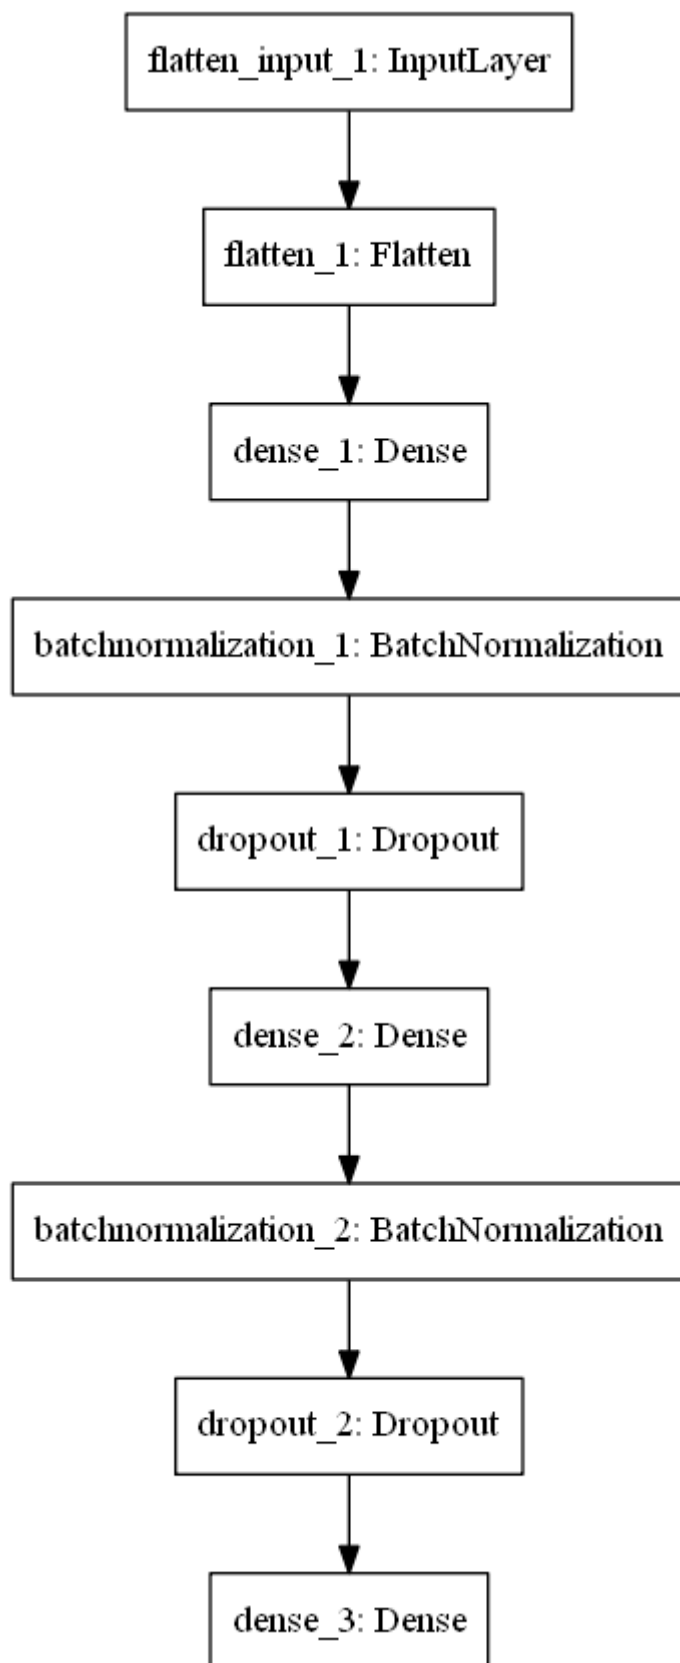 flatten_input_1: InputLayer
flatten_1: Flatten
dense_1: Dense
batchnormalization_1: BatchNormalization
dropout_1: Dropout
dense_2: Dense
batchnormalization_2: BatchNormalization
dropout_2: Dropout
dense_3: Dense